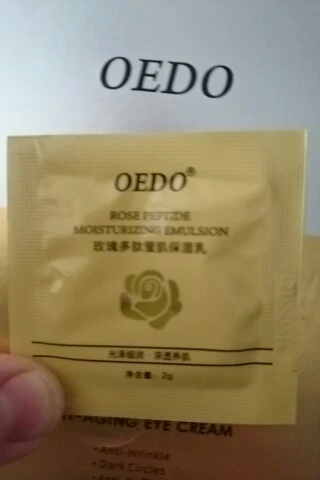 OEDO
OEDO®
ROSE PEPTIDE
MOISTURIZING EMULSION
玫瑰多肽莹肌保湿乳
光泽细润·深透养肌
净含量:2g
-AGING EYE CREAM
•Anti-Wrinkle
•Dark Circles